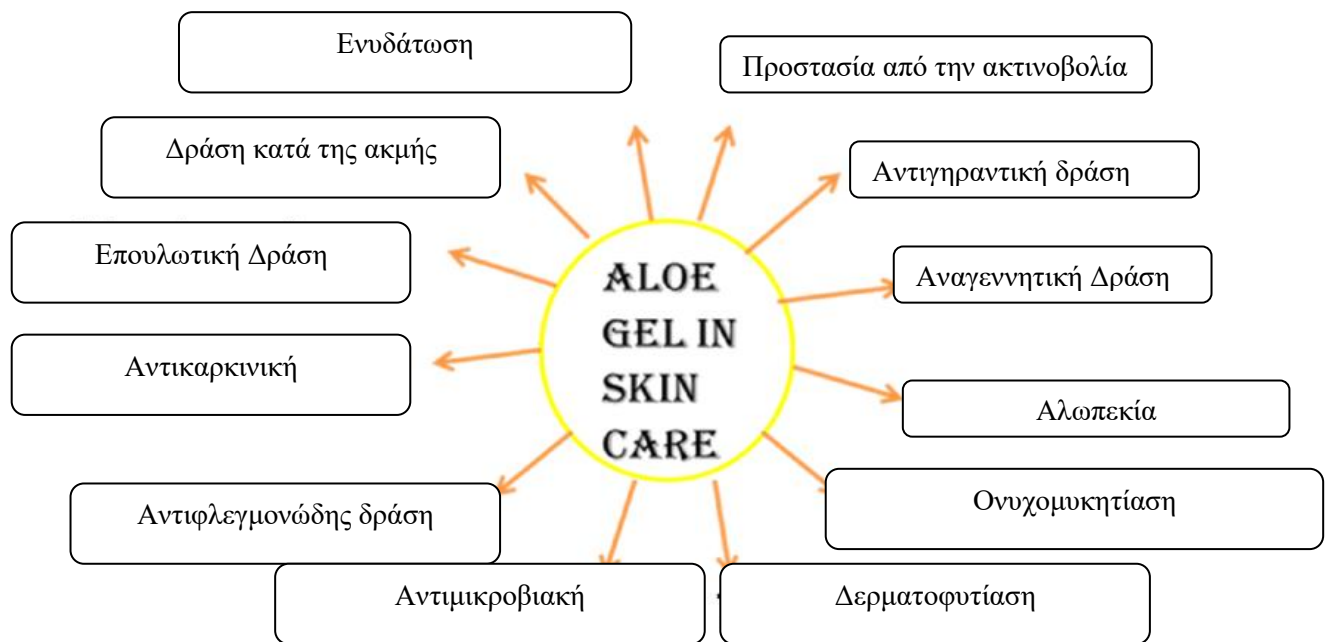 Ενυδάτωση
Προστασία από την ακτινοβολία
Δράση κατά της ακμής
Αντιγηραντική δράση
Επουλωτική Δράση
Αναγεννητική Δράση
ALOE
GEL IN
SKIN
CARE
Αντικαρκινική
Αλωπεκία
Αντιφλεγμονώδης δράση
Ονυχομυκητίαση
Αντιμικροβιακή
Δερματοφυτίαση